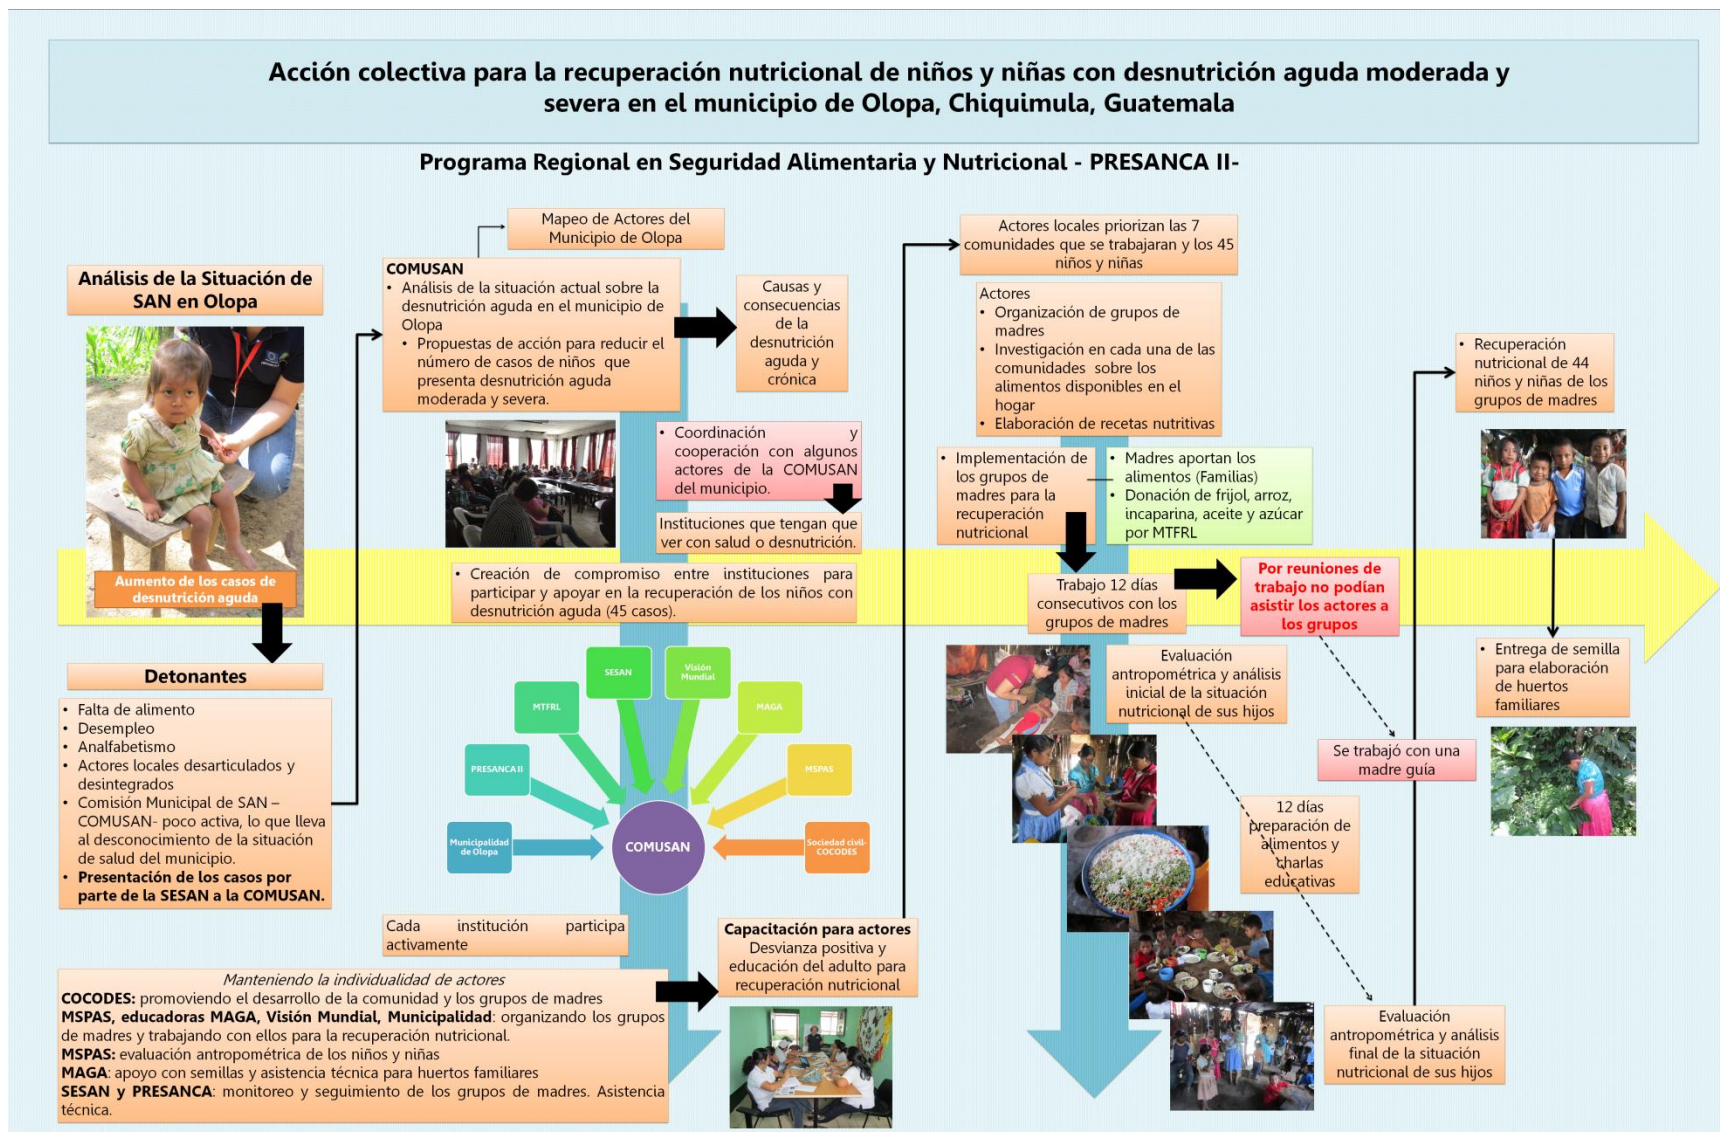 Acción colectiva para la recuperación nutricional de niños y niñas con desnutrición aguda moderada y
severa en el municipio de Olopa, Chiquimula, Guatemala
Programa Regional en Seguridad Alimentaria y Nutricional - PRESANCA II-
Análisis de la Situación de
SAN en Olopa
Aumento de los casos de
desnutrición aguda
Detonantes
• Falta de alimento
• Desempleo
• Analfabetismo
• Actores locales desarticulados y
desintegrados
• Comisión Municipal de SAN –
COMUSAN- poco activa, lo que lleva
al desconocimiento de la situación
de salud del municipio.
• Presentación de los casos por
parte de la SESAN a la COMUSAN.
Mapeo de Actores del
Municipio de Olopa
COMUSAN
• Análisis de la situación actual sobre la
desnutrición aguda en el municipio de
Olopa
• Propuestas de acción para reducir el
número de casos de niños que
presenta desnutrición aguda
moderada y severa.
Causas y
consecuencias
de la
desnutrición
aguda y
crónica
• Coordinación y
cooperación con algunos
actores de la COMUSAN
del municipio.
Instituciones que tengan que
ver con salud o desnutrición.
• Creación de compromiso entre instituciones para
participar y apoyar en la recuperación de los niños con
desnutrición aguda (45 casos).
Municipalidad
de Olopa
PRESANCA II
MTFRL
SESAN
Visión
Mundial
MAGA
MSPAS
Sociedad civil-
COCODES
COMUSAN
Cada institución participa
activamente
Manteniendo la individualidad de actores
COCODES: promoviendo el desarrollo de la comunidad y los grupos de madres
MSPAS, educadoras MAGA, Visión Mundial, Municipalidad: organizando los grupos
de madres y trabajando con ellos para la recuperación nutricional.
MSPAS: evaluación antropométrica de los niños y niñas
MAGA: apoyo con semillas y asistencia técnica para huertos familiares
SESAN y PRESANCA: monitoreo y seguimiento de los grupos de madres. Asistencia
técnica.
Capacitación para actores
Desvianza positiva y
educación del adulto para
recuperación nutricional
Actores locales priorizan las 7
comunidades que se trabajaran y los 45
niños y niñas
Actores
• Organización de grupos de
madres
• Investigación en cada una de las
comunidades sobre los
alimentos disponibles en el
hogar
• Elaboración de recetas nutritivas
• Implementación de
los grupos de
madres para la
recuperación
nutricional
• Madres aportan los
alimentos (Familias)
• Donación de frijol, arroz,
incaparina, aceite y azúcar
por MTFRL
Trabajo 12 días
consecutivos con los
grupos de madres
Por reuniones de
trabajo no podían
asistir los actores a
los grupos
Evaluación
antropométrica y análisis
inicial de la situación
nutricional de sus hijos
Se trabajó con una
madre guía
12 días
preparación de
alimentos y
charlas
educativas
Evaluación
antropométrica y análisis
final de la situación
nutricional de sus hijos
• Recuperación
nutricional de 44
niños y niñas de los
grupos de madres
• Entrega de semilla
para elaboración
de huertos
familiares